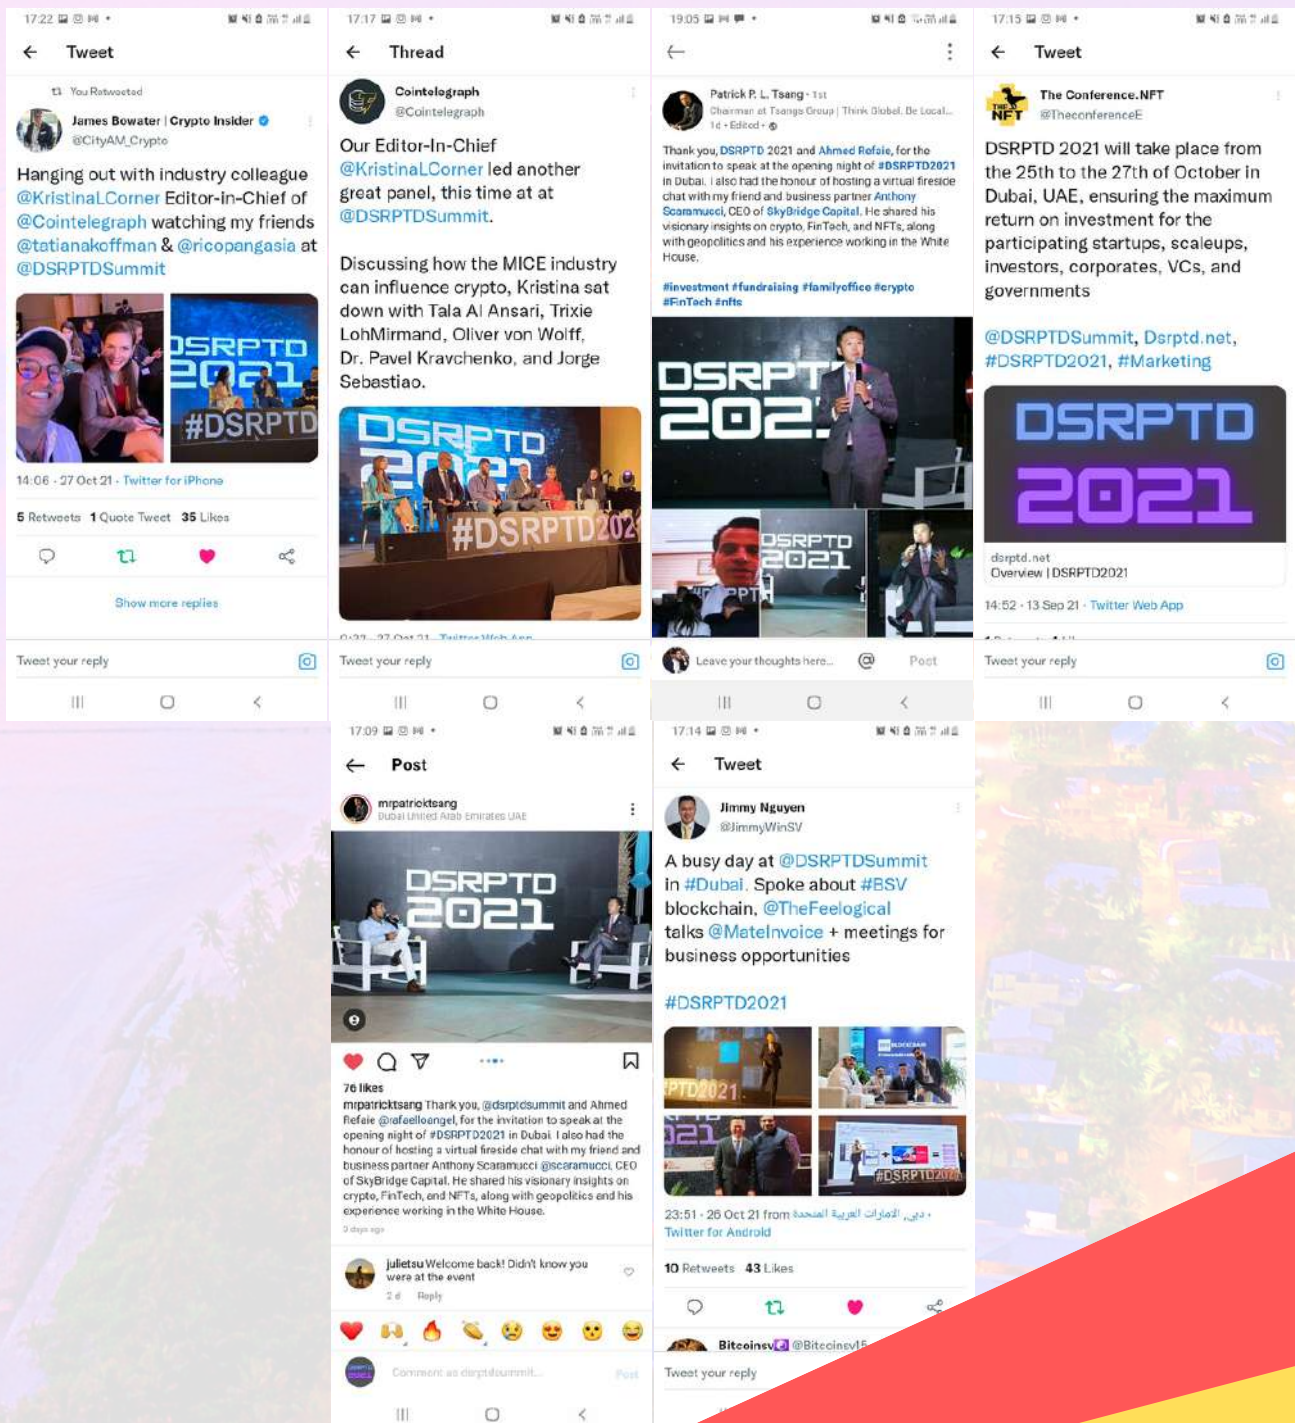 17:22
Tweet
You Retweeted
James Bowater | Crypto Insider
@CityAM_Crypto
Hanging out with industry colleague
@KristinaLCorner Editor-in-Chief of
@Cointelegraph watching my friends
@tatianakoffman & @ricopangasia at
@DSRPTDSummit
DSRPTD
2021
#DSRPTD
14:06 · 27 Oct 21 · Twitter for iPhone
5 Retweets 1 Quote Tweet 35 Likes
Show more replies
Tweet your reply
17:17
Thread
Cointelegraph
@Cointelegraph
Our Editor-In-Chief
@KristinaLCorner led another
great panel, this time at at
@DSRPTDSummit.
Discussing how the MICE industry
can influence crypto, Kristina sat
down with Tala Al Ansari, Trixie
LohMirmand, Oliver von Wolff,
Dr. Pavel Kravchenko, and Jorge
Sebastiao.
DSRPTD
2021
#DSRPTD202
Tweet your reply
19:05
Patrick P. L. Tsang · 1st
Chairman at Tsangs Group | Think Global. Be Local...
1d · Edited ·
Thank you, DSRPTD 2021 and Ahmed Refaie, for the
invitation to speak at the opening night of #DSRPTD2021
in Dubai. I also had the honour of hosting a virtual fireside
chat with my friend and business partner Anthony
Scaramucci, CEO of SkyBridge Capital. He shared his
visionary insights on crypto, FinTech, and NFTs, along
with geopolitics and his experience working in the White
House.
#investment #fundraising #familyoffice #crypto
#FinTech #nfts
DSRPT
202
DSRPTD
2021
Leave your thoughts here...
@
Post
17:15
Tweet
THE
NFT
The Conference.NFT
@TheconferenceE
DSRPTD 2021 will take place from
the 25th to the 27th of October in
Dubai, UAE, ensuring the maximum
return on investment for the
participating startups, scaleups,
investors, corporates, VCs, and
governments
@DSRPTDSummit, Dsrptd.net,
#DSRPTD2021, #Marketing
DSRPTD
2021
dsrptd.net
Overview | DSRPTD2021
14:52 · 13 Sep 21 · Twitter Web App
Tweet your reply
17:09
Post
mrpatricktsang
Dubai United Arab Emirates UAE
DSRPTD
2021
76 likes
mrpatricktsang Thank you, @dsrptdsummit and Ahmed
Refaie @rafaelloangel, for the invitation to speak at the
opening night of #DSRPTD2021 in Dubai. I also had the
honour of hosting a virtual fireside chat with my friend and
business partner Anthony Scaramucci @scaramucci, CEO
of SkyBridge Capital. He shared his visionary insights on
crypto, FinTech, and NFTs, along with geopolitics and his
experience working in the White House.
julietsu Welcome back! Didn't know you
were at the event
2 d Reply
Comment as dsrptdsummit...
Post
17:14
Tweet
Jimmy Nguyen
@JimmyWinSV
A busy day at @DSRPTDSummit
in #Dubai. Spoke about #BSV
blockchain, @TheFeelogical
talks @MateInvoice + meetings for
business opportunities
#DSRPTD2021
PTD2021
BLOCKCHAIN
021
#DSRPTD202
23:51 · 26 Oct 21 from دبي, الامارات العربية المتحدة ·
Twitter for Android
10 Retweets 43 Likes
Bitcoinsv @Bitcoinsv15
Tweet your reply